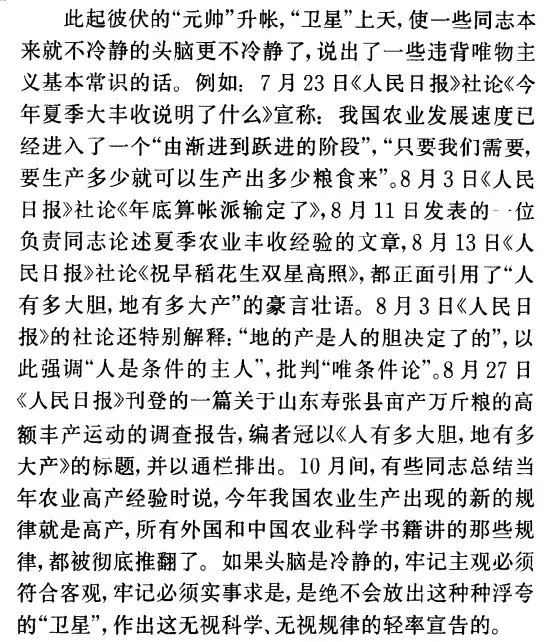 此起彼伏的“元帅”升帐，“卫星”上天，使一些同志本
来就不冷静的头脑更不冷静了，说出了一些违背唯物主
义基本常识的话。例如：7月23日《人民日报》社论《今
年夏季大丰收说明了什么》宣称：我国农业发展速度已
经进入了一个“由渐进到跃进的阶段”，“只要我们需要，
要生产多少就可以生产出多少粮食来”。8月3日《人民
日报》社论《年底算帐派输定了》，8月11日发表的一位
负责同志论述夏季农业丰收经验的文章，8月13日《人
民日报》社论《祝早稻花生双星高照》，都正面引用了“人
有多大胆，地有多大产”的豪言壮语。8月3日《人民日
报》的社论还特别解释：“地的产是人的胆决定了的”，以
此强调“人是条件的主人”，批判“唯条件论”。8月27日
《人民日报》刊登的一篇关于山东寿张县亩产万斤粮的高
额丰产运动的调查报告，编者冠以《人有多大胆，地有多
大产》的标题，并以通栏排出。10月间，有些同志总结当
年农业高产经验时说，今年我国农业生产出现的新的规
律就是高产，所有外国和中国农业科学书籍讲的那些规
律，都被彻底推翻了。如果头脑是冷静的，牢记主观必须
符合客观，牢记必须实事求是，是绝不会放出这种种浮夸
的“卫星”，作出这无视科学、无视规律的轻率宣告的。